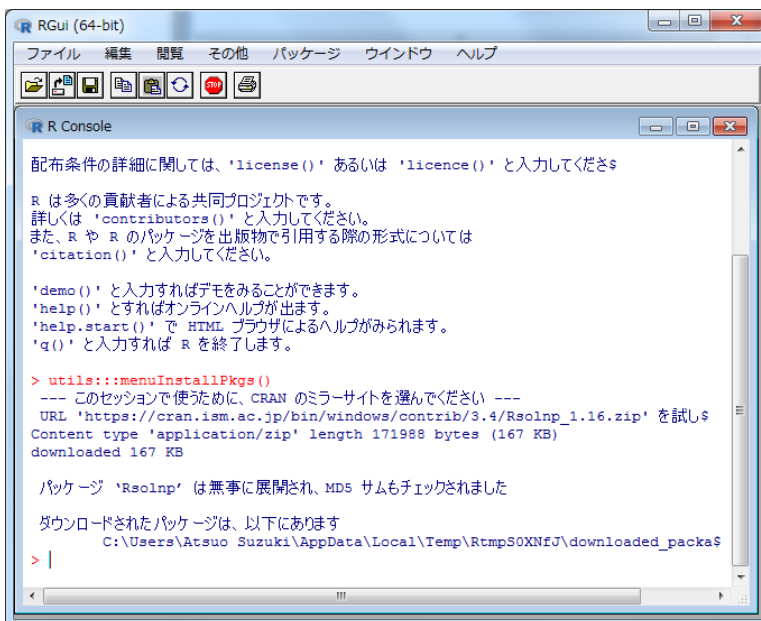 RGui (64-bit)
ファイル 編集 閲覧 その他 パッケージ ウインドウ ヘルプ
STOP
R Console
配布条件の詳細に関しては、'license()' あるいは 'licence()' と入力してくださ$
R は多くの貢献者による共同プロジェクトです。
詳しくは 'contributors()' と入力してください。
また、R や R のパッケージを出版物で引用する際の形式については
'citation()' と入力してください。
'demo()' と入力すればデモをみることができます。
'help()' とすればオンラインヘルプが出ます。
'help.start()' で HTML ブラウザによるヘルプがみられます。
'q()' と入力すれば R を終了します。
> utils:::menuInstallPkgs()
--- このセッションで使うために、CRAN のミラーサイトを選んでください ---
URL 'https://cran.ism.ac.jp/bin/windows/contrib/3.4/Rsolnp_1.16.zip' を試し$
Content type 'application/zip' length 171988 bytes (167 KB)
downloaded 167 KB
パッケージ ‘Rsolnp’ は無事に展開され、MD5 サムもチェックされました
ダウンロードされたパッケージは、以下にあります
C:\Users\Atsuo Suzuki\AppData\Local\Temp\RtmpS0XNfJ\downloaded_packa$
>